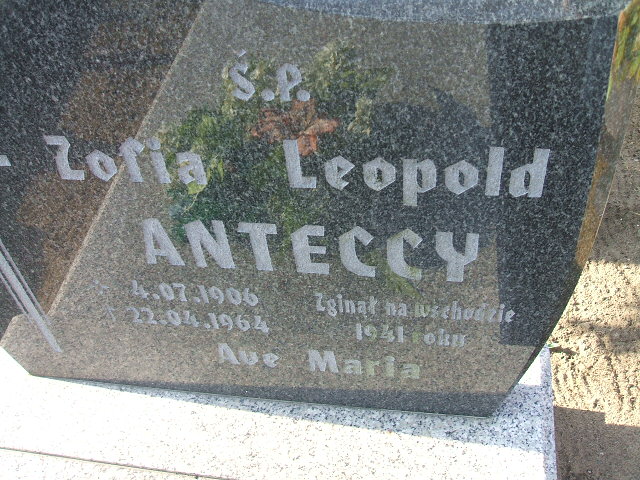 Ś.P.
Zofia Leopold
ANTECCY
4.07.1906 Zginął na wschodzie
22.04.1964 1941 roku
Ave Maria